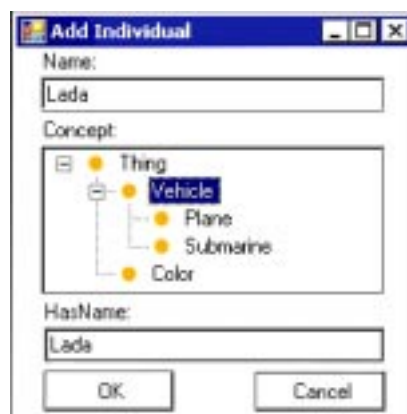 Add Individual
Name:
Lada
Concept:
Thing
Vehicle
Plane
Submarine
Color
HasName:
Lada
OK
Cancel